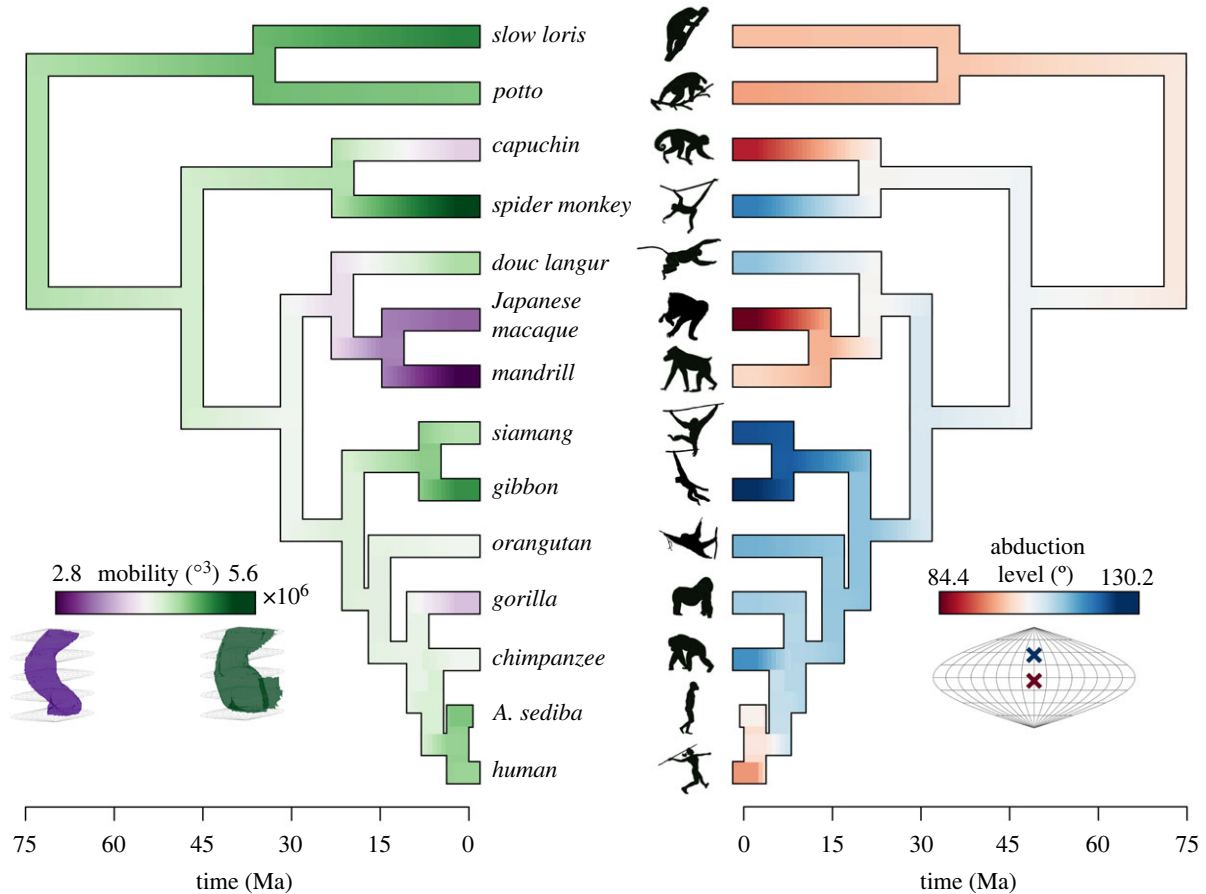 slow loris
potto
capuchin
spider monkey
douc langur
Japanese
macaque
mandrill
siamang
gibbon
orangutan
gorilla
chimpanzee
A. sediba
human
2.8 mobility (°³) 5.6
×10⁶
abduction
84.4 level (°) 130.2
75 60 45 30 15 0
time (Ma)
0 15 30 45 60 75
time (Ma)